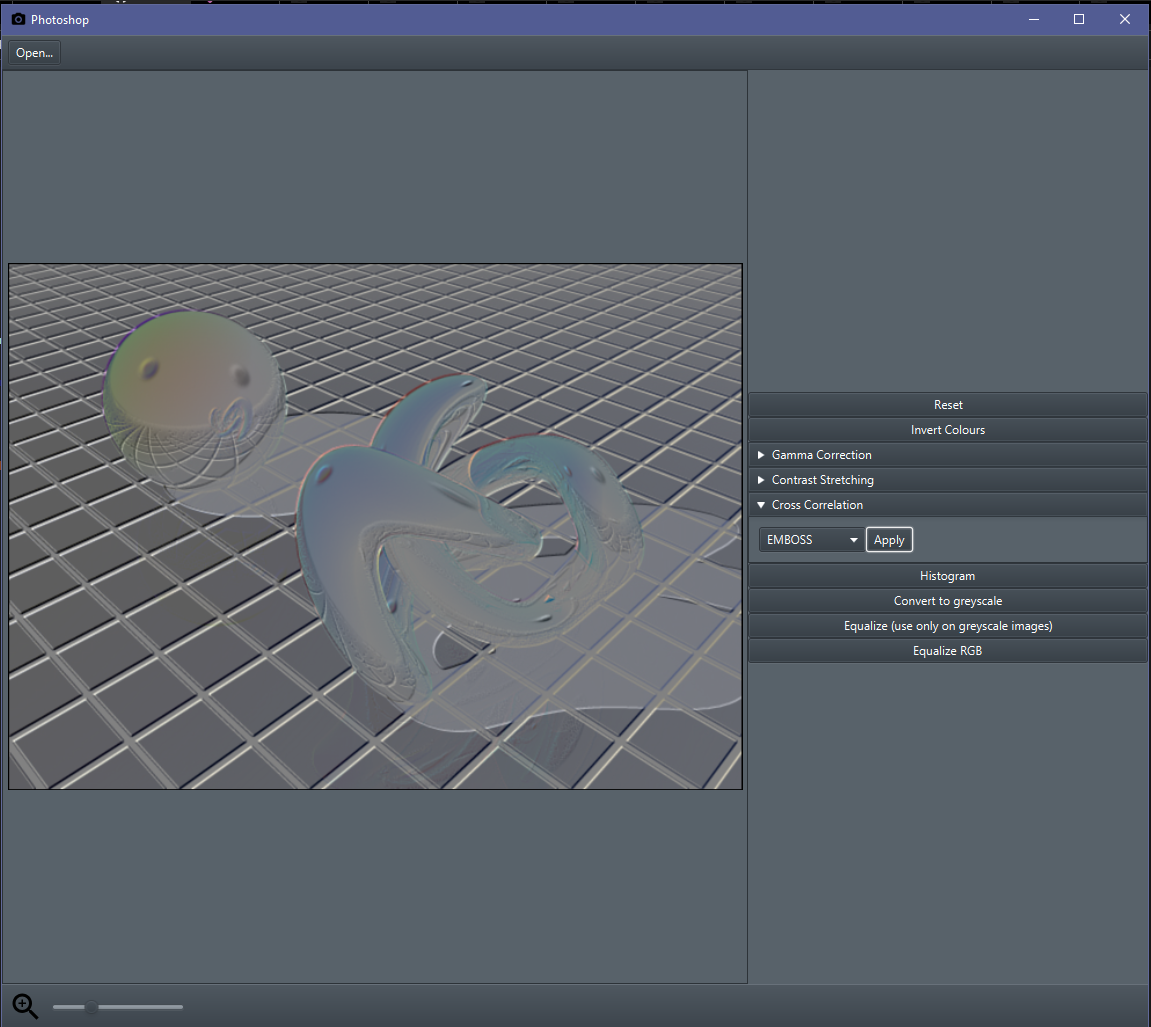 Photoshop
Open...
Reset
Invert Colours
Gamma Correction
Contrast Stretching
Cross Correlation
EMBOSS
Apply
Histogram
Convert to greyscale
Equalize (use only on greyscale images)
Equalize RGB